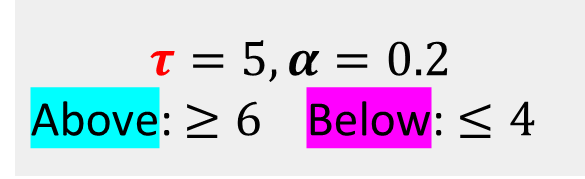 τ = 5, α = 0.2
Above: ≥ 6 Below: ≤ 4